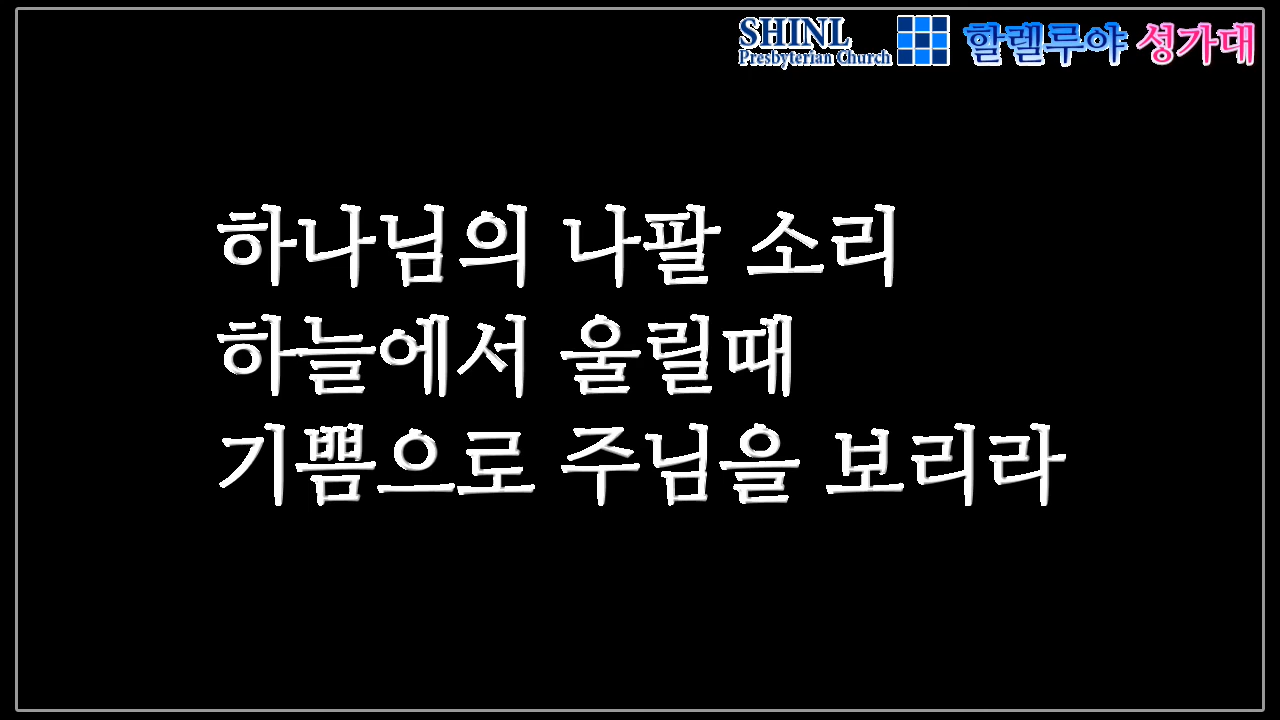 SHINL
Presbyterian Church
할렐루야 성가대
하나님의 나팔 소리
하늘에서 울릴때
기쁨으로 주님을 보리라